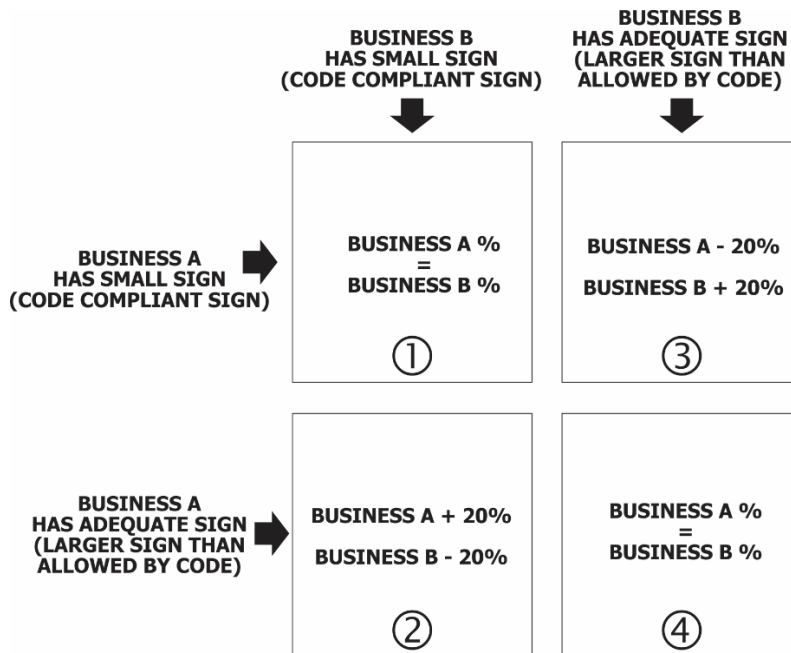 BUSINESS B
HAS SMALL SIGN
(CODE COMPLIANT SIGN)
BUSINESS B
HAS ADEQUATE SIGN
(LARGER SIGN THAN
ALLOWED BY CODE)
BUSINESS A
HAS SMALL SIGN
(CODE COMPLIANT SIGN)
BUSINESS A %
=
BUSINESS B %
1
BUSINESS A - 20%
BUSINESS B + 20%
3
BUSINESS A
HAS ADEQUATE SIGN
(LARGER SIGN THAN
ALLOWED BY CODE)
BUSINESS A + 20%
BUSINESS B - 20%
2
BUSINESS A %
=
BUSINESS B %
4